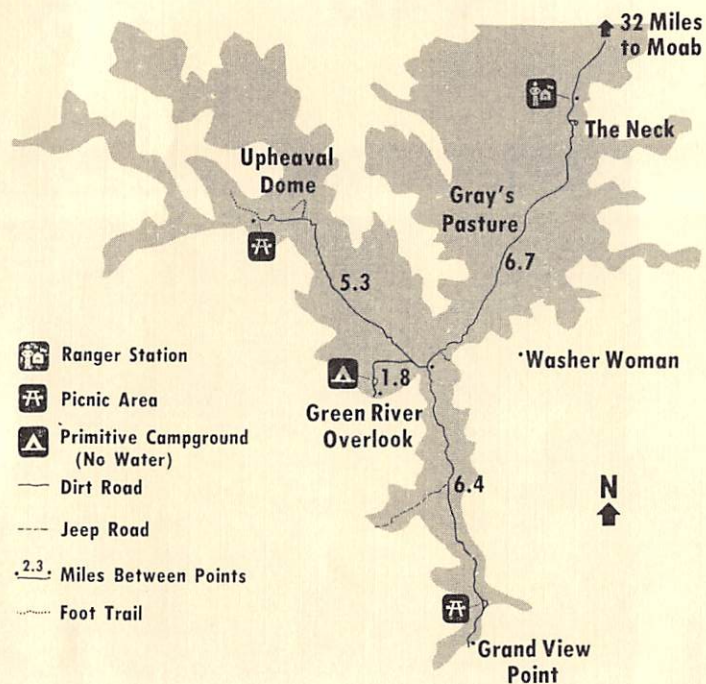 32 Miles
to Moab
The Neck
Upheaval
Dome
Gray's
Pasture
6.7
5.3
Ranger Station
Washer Woman
1.8
Picnic Area
Green River
Overlook
Primitive Campground
(No Water)
6.4
N
Dirt Road
Jeep Road
2.3 Miles Between Points
Foot Trail
Grand View
Point